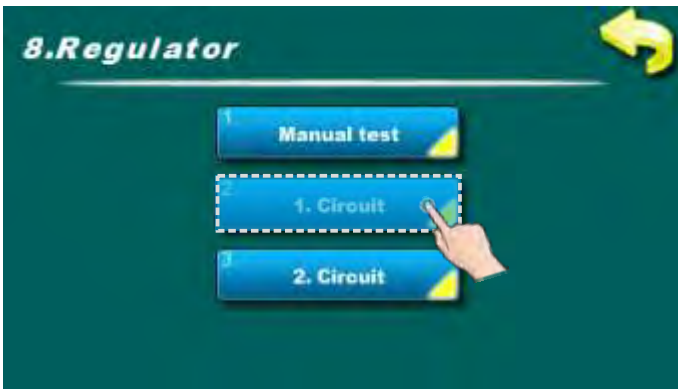 8.Regulator
1
Manual test
2
1. Circuit
3
2. Circuit